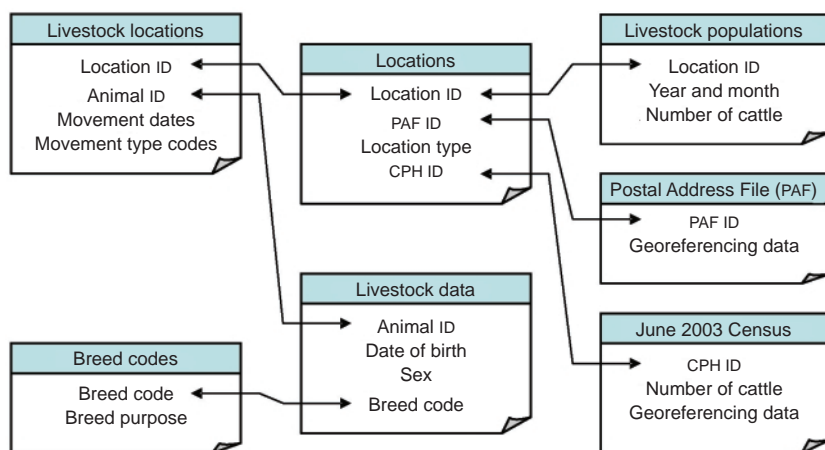 Livestock locations
Location ID
Animal ID
Movement dates
Movement type codes
Locations
Location ID
PAF ID
Location type
CPH ID
Livestock populations
Location ID
Year and month
Number of cattle
Postal Address File (PAF)
PAF ID
Georeferencing data
Livestock data
Animal ID
Date of birth
Sex
Breed code
Breed codes
Breed code
Breed purpose
June 2003 Census
CPH ID
Number of cattle
Georeferencing data